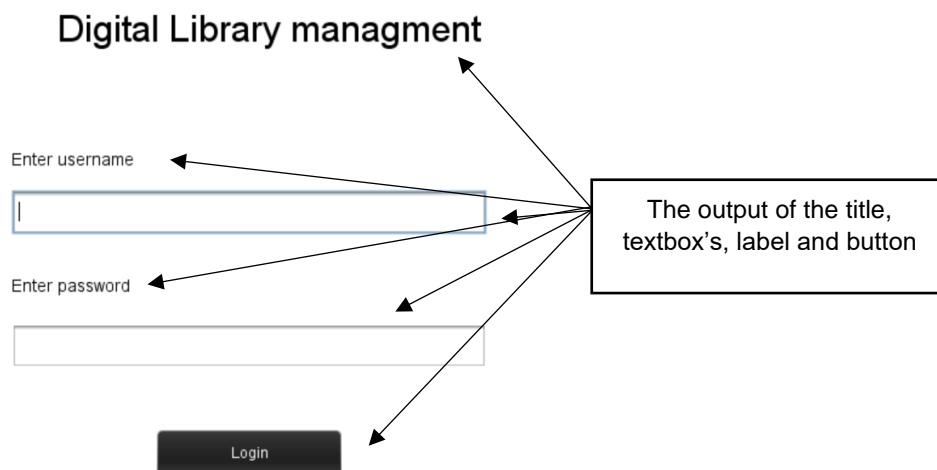 Digital Library managment
Enter username
The output of the title,
textbox's, label and button
Enter password
Login